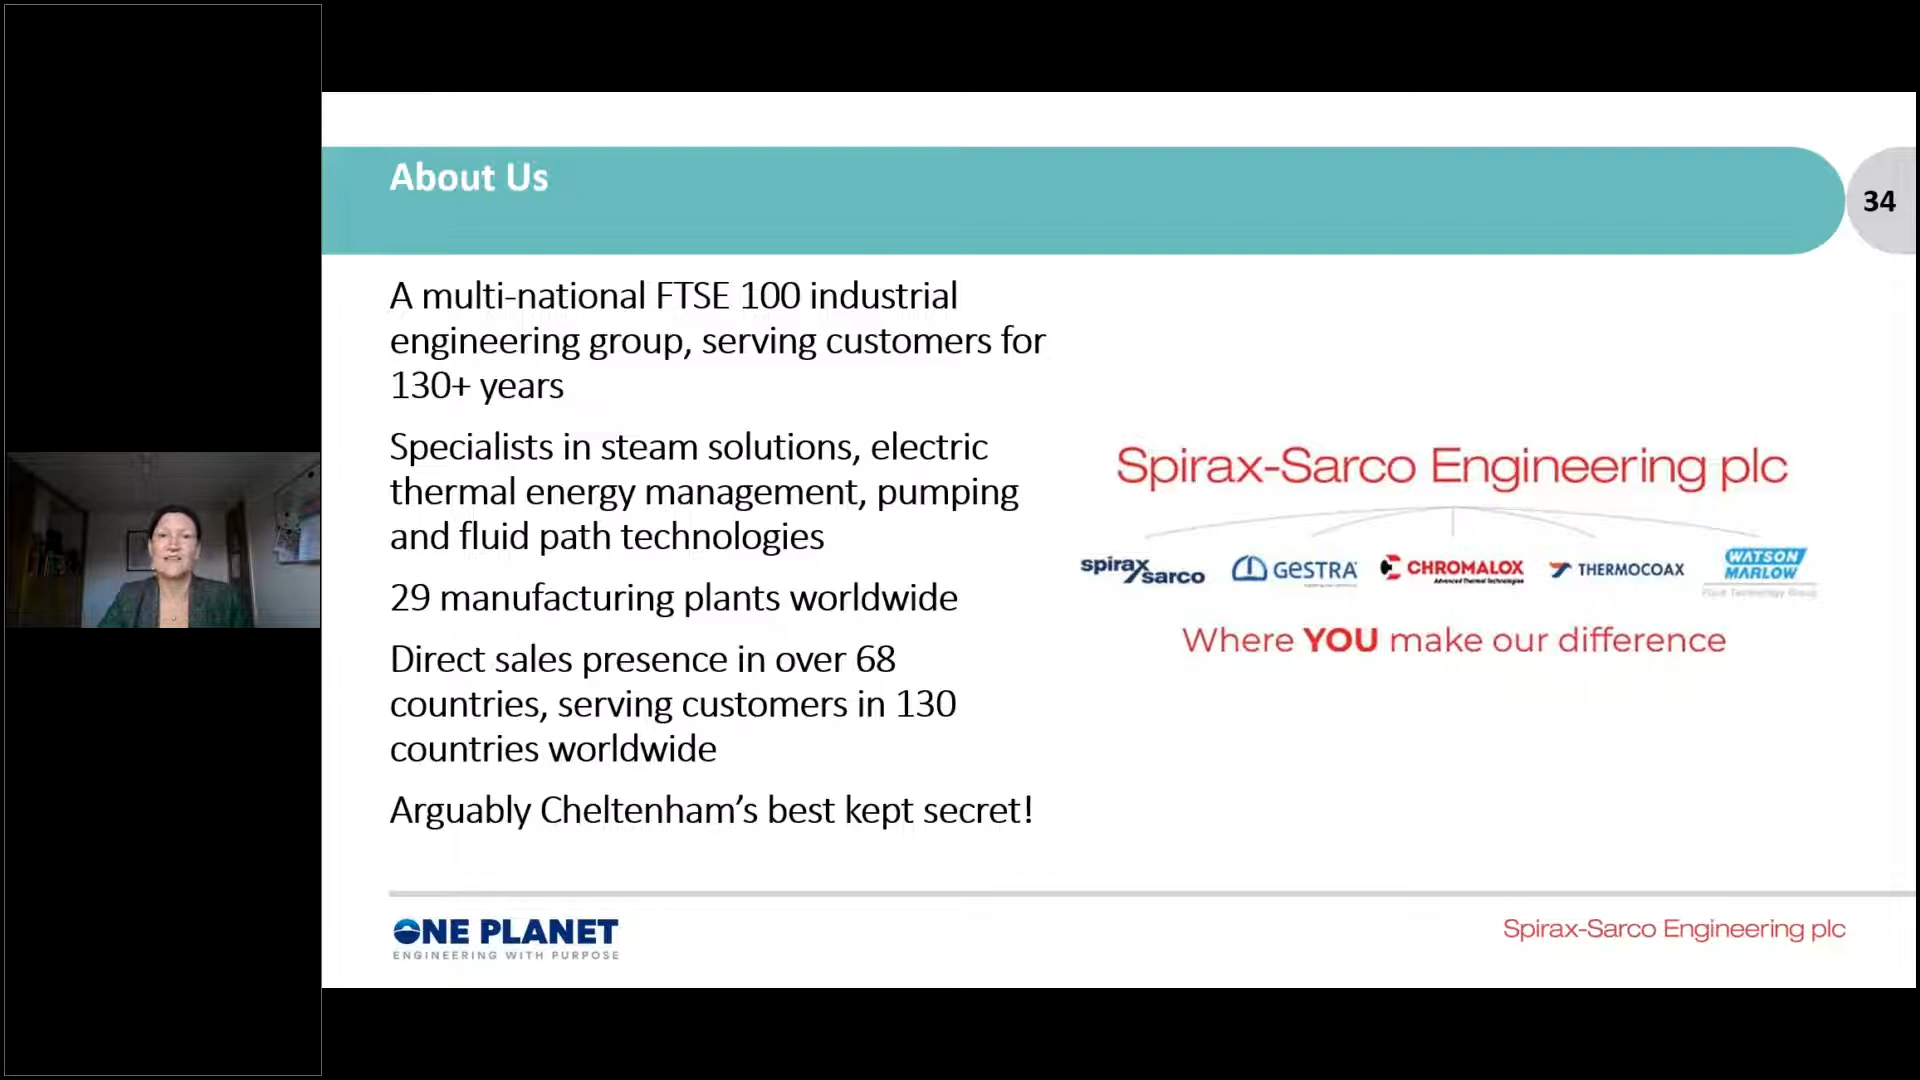 About Us
34
A multi-national FTSE 100 industrial
engineering group, serving customers for
130+ years
Specialists in steam solutions, electric
thermal energy management, pumping
and fluid path technologies
29 manufacturing plants worldwide
Direct sales presence in over 68
countries, serving customers in 130
countries worldwide
Arguably Cheltenham’s best kept secret!
Spirax-Sarco Engineering plc
spirax sarco
GESTRA
CHROMALOX
Advanced Thermal Technologies
THERMOCOAX
WATSON
MARLOW
Fluid Technology Group
Where YOU make our difference
ONE PLANET
ENGINEERING WITH PURPOSE
Spirax-Sarco Engineering plc